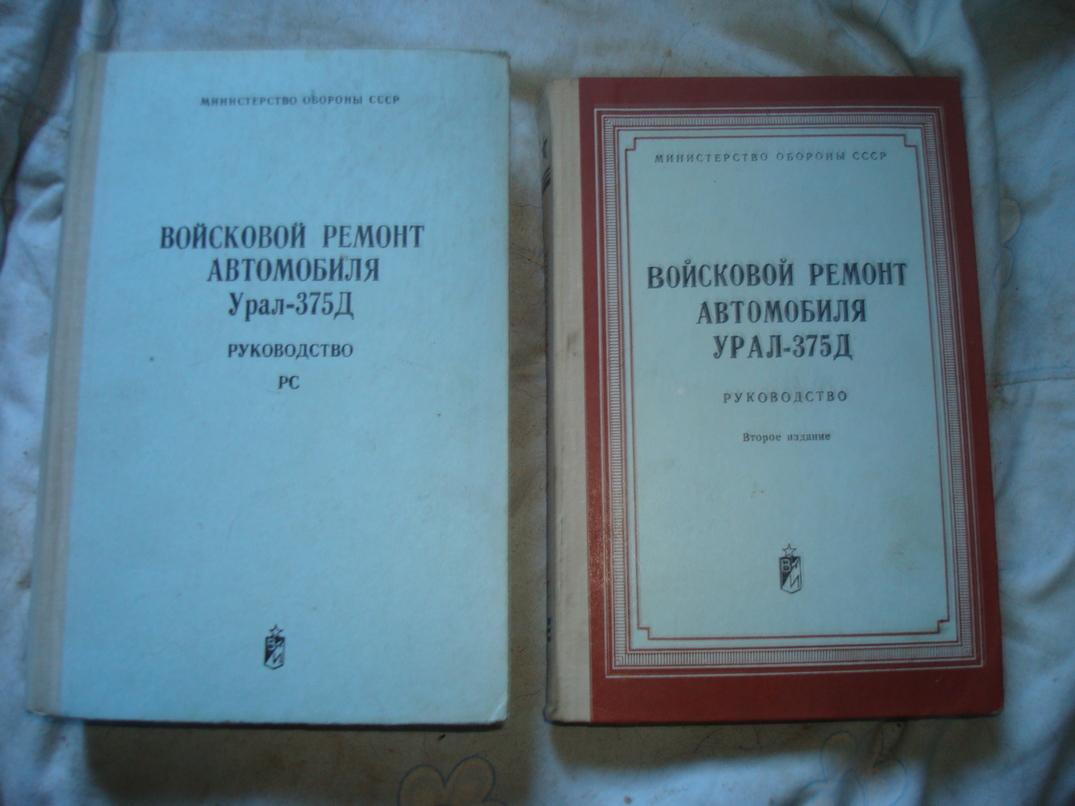 МИНИСТЕРСТВО ОБОРОНЫ СССР
ВОЙСКОВОЙ РЕМОНТ
АВТОМОБИЛЯ
Урал-375Д
РУКОВОДСТВО
РС
ВИ
МИНИСТЕРСТВО ОБОРОНЫ СССР
ВОЙСКОВОЙ РЕМОНТ
АВТОМОБИЛЯ
УРАЛ-375Д
РУКОВОДСТВО
Второе издание
ВИ